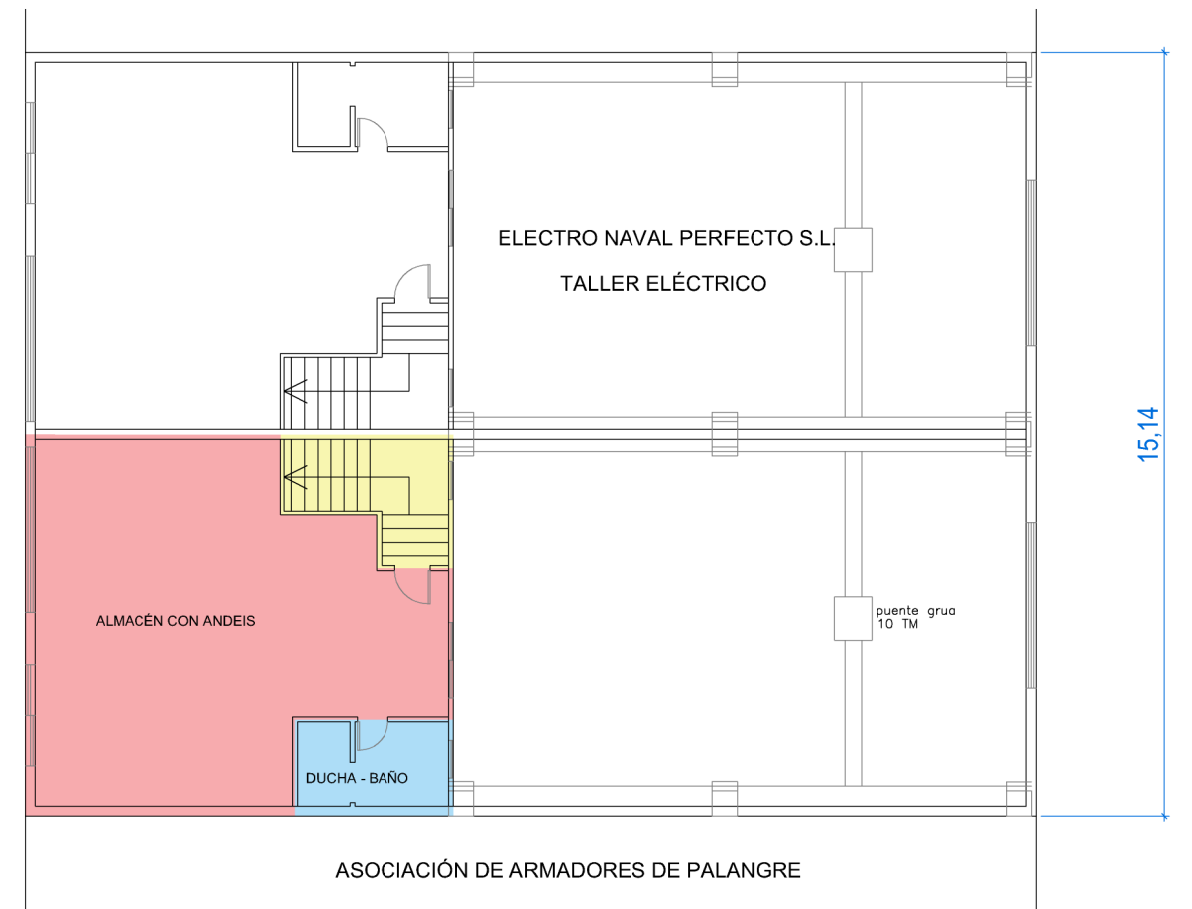 ELECTRO NAVAL PERFECTO S.L.
TALLER ELÉCTRICO
15,14
ALMACÉN CON ANDEIS
puente grua
10 TM
DUCHA - BAÑO
ASOCIACIÓN DE ARMADORES DE PALANGRE